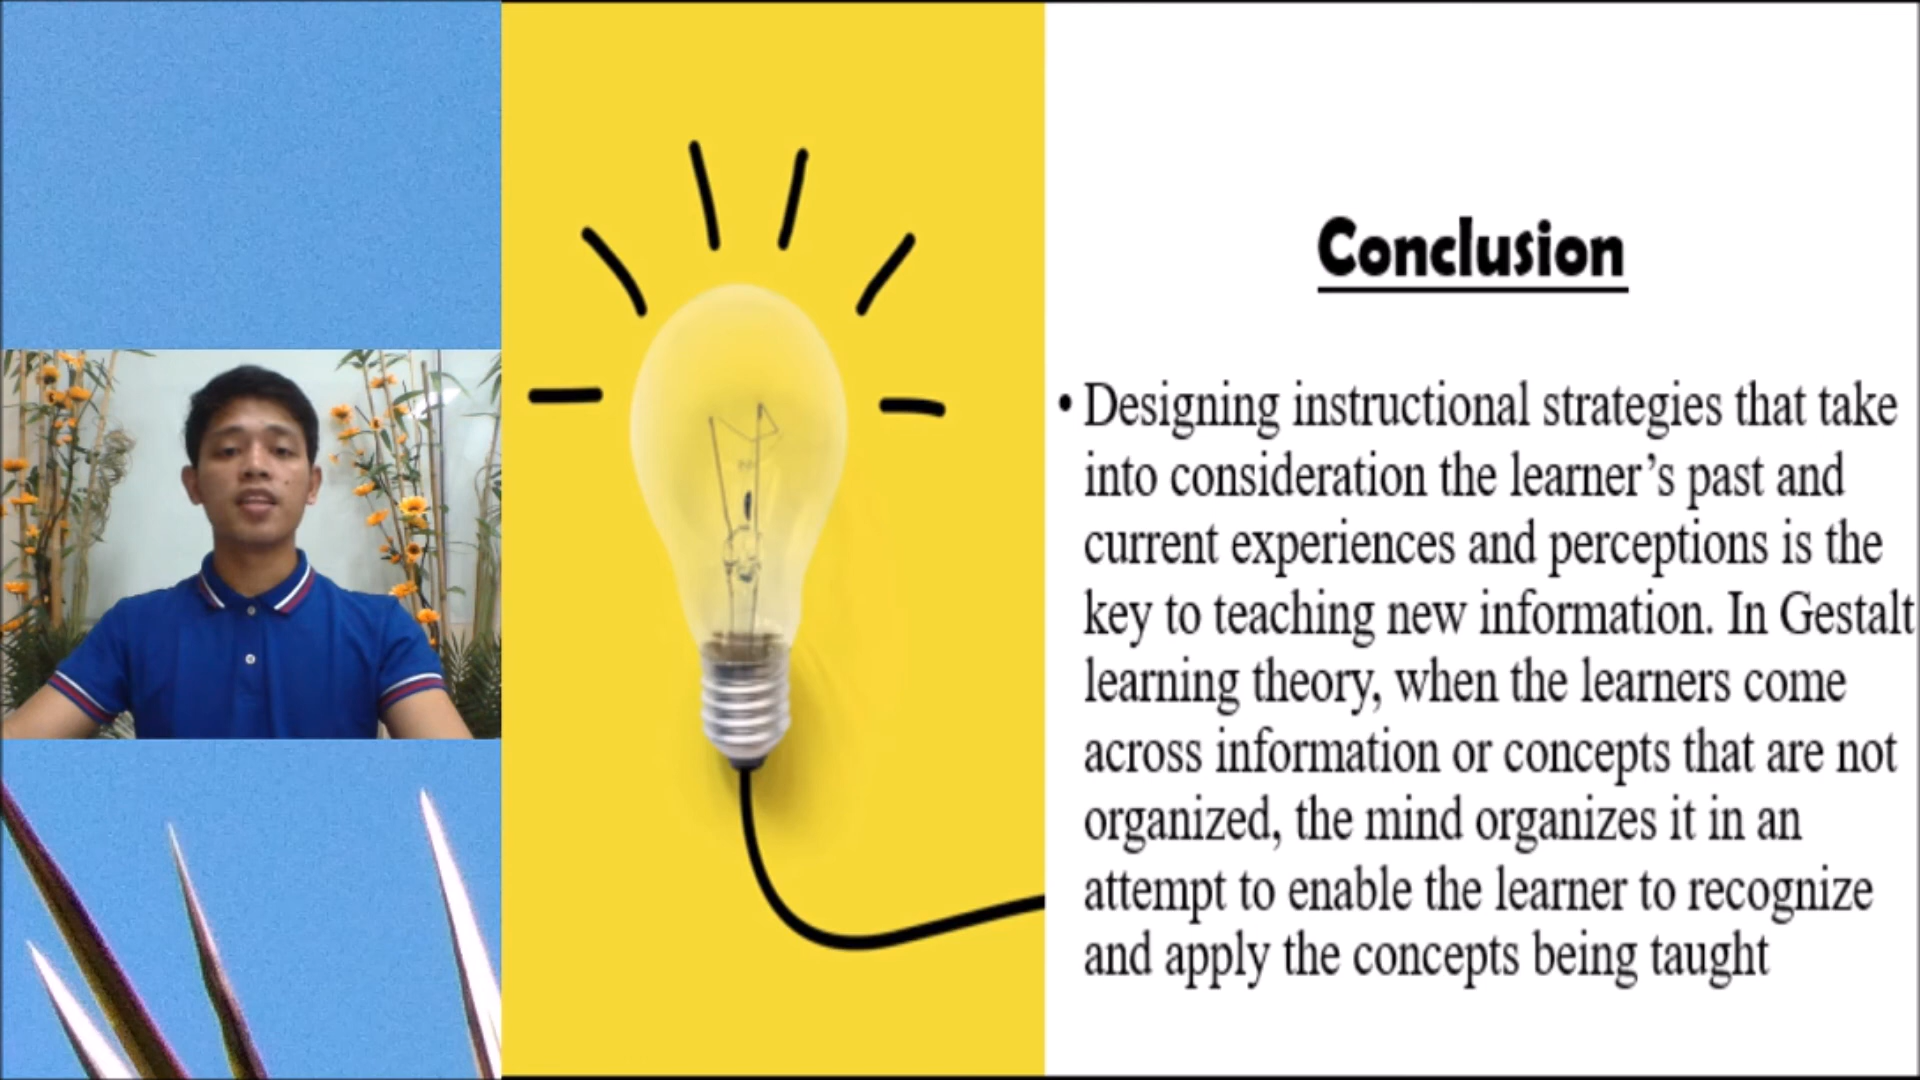 Conclusion
• Designing instructional strategies that take
into consideration the learner’s past and
current experiences and perceptions is the
key to teaching new information. In Gestalt
learning theory, when the learners come
across information or concepts that are not
organized, the mind organizes it in an
attempt to enable the learner to recognize
and apply the concepts being taught